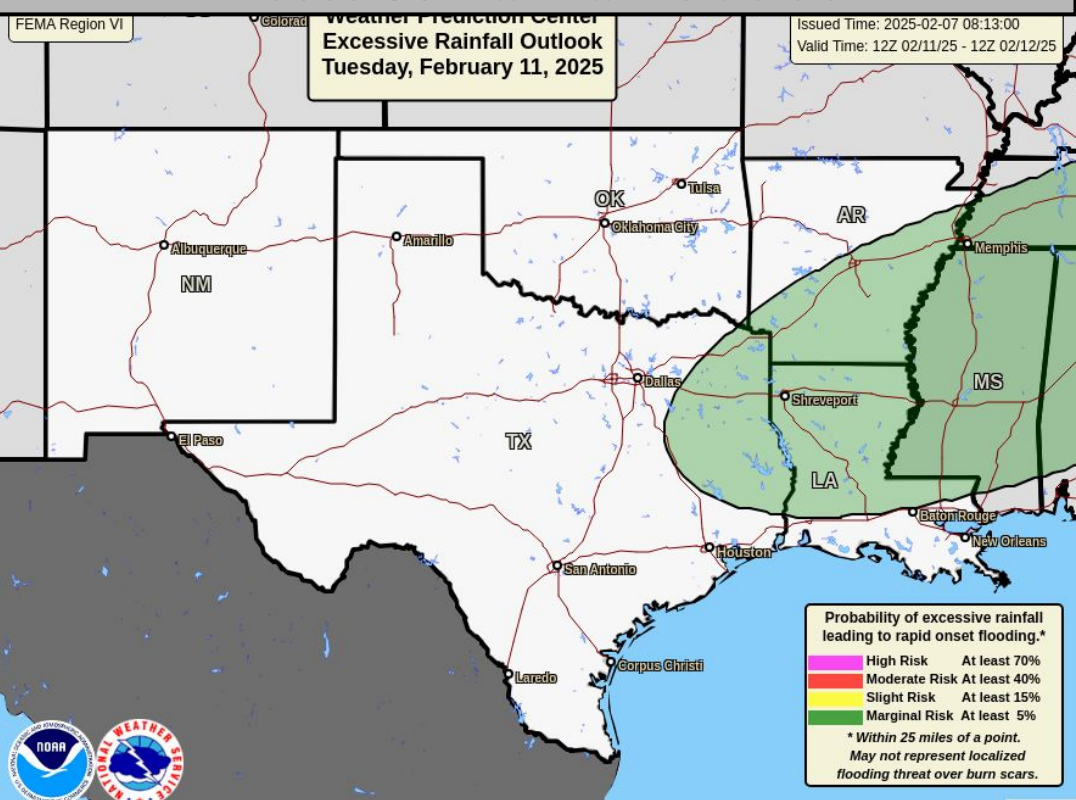 FEMA Region VI
Colorad
Weather Prediction Center
Excessive Rainfall Outlook
Tuesday, February 11, 2025
Issued Time: 2025-02-07 08:13:00
Valid Time: 12Z 02/11/25 - 12Z 02/12/25
Tulsa
OK
AR
Oklahoma City
Amarillo
Albuquerque
Memphis
NM
Dallas
MS
Shreveport
El Paso
TX
LA
Baton Rouge
New Orleans
Houston
San Antonio
Corpus Christi
Laredo
Probability of excessive rainfall
leading to rapid onset flooding.*
High Risk At least 70%
Moderate Risk At least 40%
Slight Risk At least 15%
Marginal Risk At least 5%
* Within 25 miles of a point.
May not represent localized
flooding threat over burn scars.
NOAA
NATIONAL WEATHER SERVICE